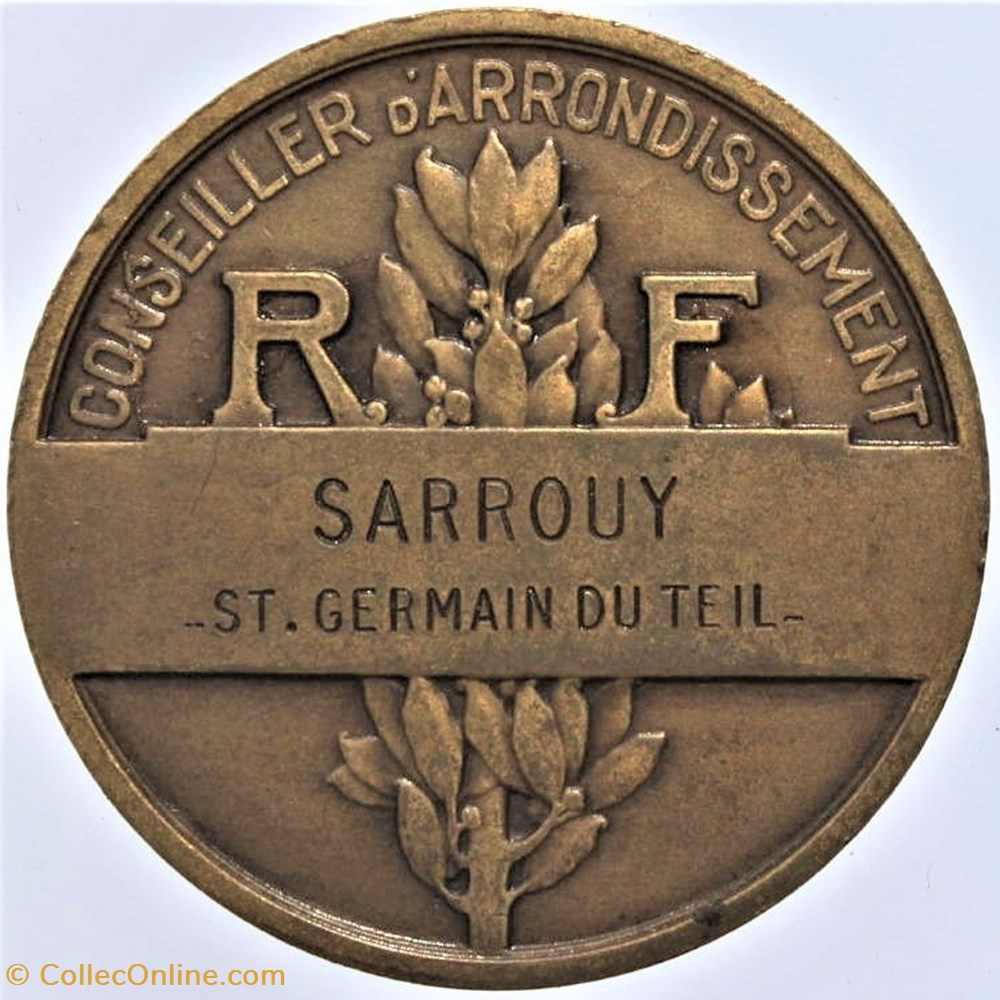 CONSEILLER D'ARRONDISSEMENT
R F
SARROUY
-ST. GERMAIN DU TEIL-
© CollecOnline.com